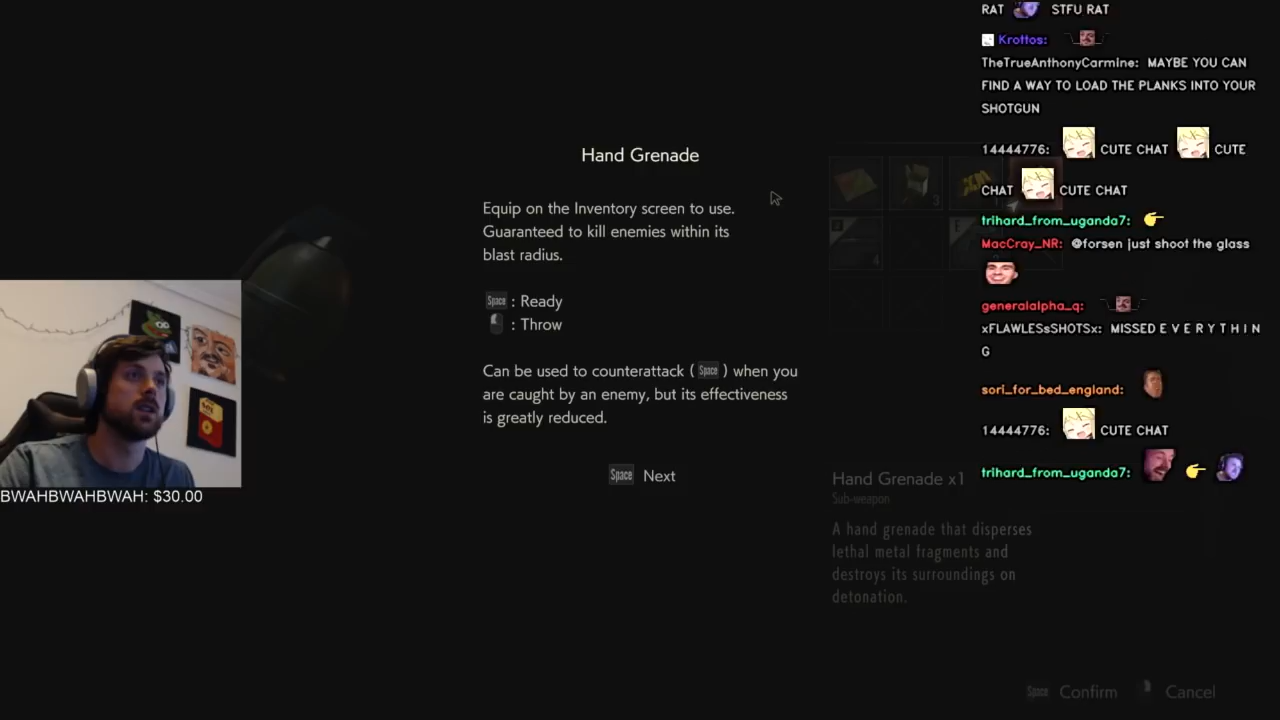 Hand Grenade
Equip on the Inventory screen to use.
Guaranteed to kill enemies within its
blast radius.
Space : Ready
: Throw
Can be used to counterattack ( Space ) when you
are caught by an enemy, but its effectiveness
is greatly reduced.
Space Next
3
4
Hand Grenade x1
Sub-weapon
A hand grenade that disperses
lethal metal fragments and
destroys its surroundings on
detonation.
Space Confirm Cancel
BWAHBWAHBWAH: $30.00
RAT STFU RAT
Krottos:
TheTrueAnthonyCarmine: MAYBE YOU CAN
FIND A WAY TO LOAD THE PLANKS INTO YOUR
SHOTGUN
14444776: CUTE CHAT CUTE
CHAT CUTE CHAT
trihard_from_uganda7:
MacCray_NR: @forsen just shoot the glass
generalalpha_q:
xFLAWLESsSHOTSx: MISSED E V E R Y T H I N
G
sori_for_bed_england:
14444776: CUTE CHAT
trihard_from_uganda7: